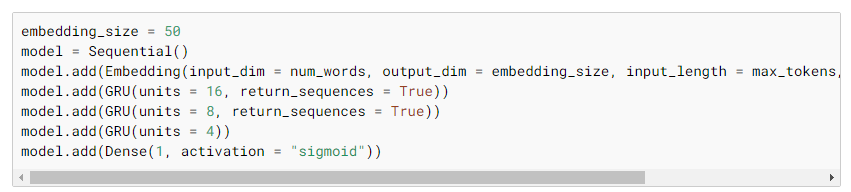 embedding_size = 50
model = Sequential()
model.add(Embedding(input_dim = num_words, output_dim = embedding_size, input_length = max_tokens,
model.add(GRU(units = 16, return_sequences = True))
model.add(GRU(units = 8, return_sequences = True))
model.add(GRU(units = 4))
model.add(Dense(1, activation = "sigmoid"))